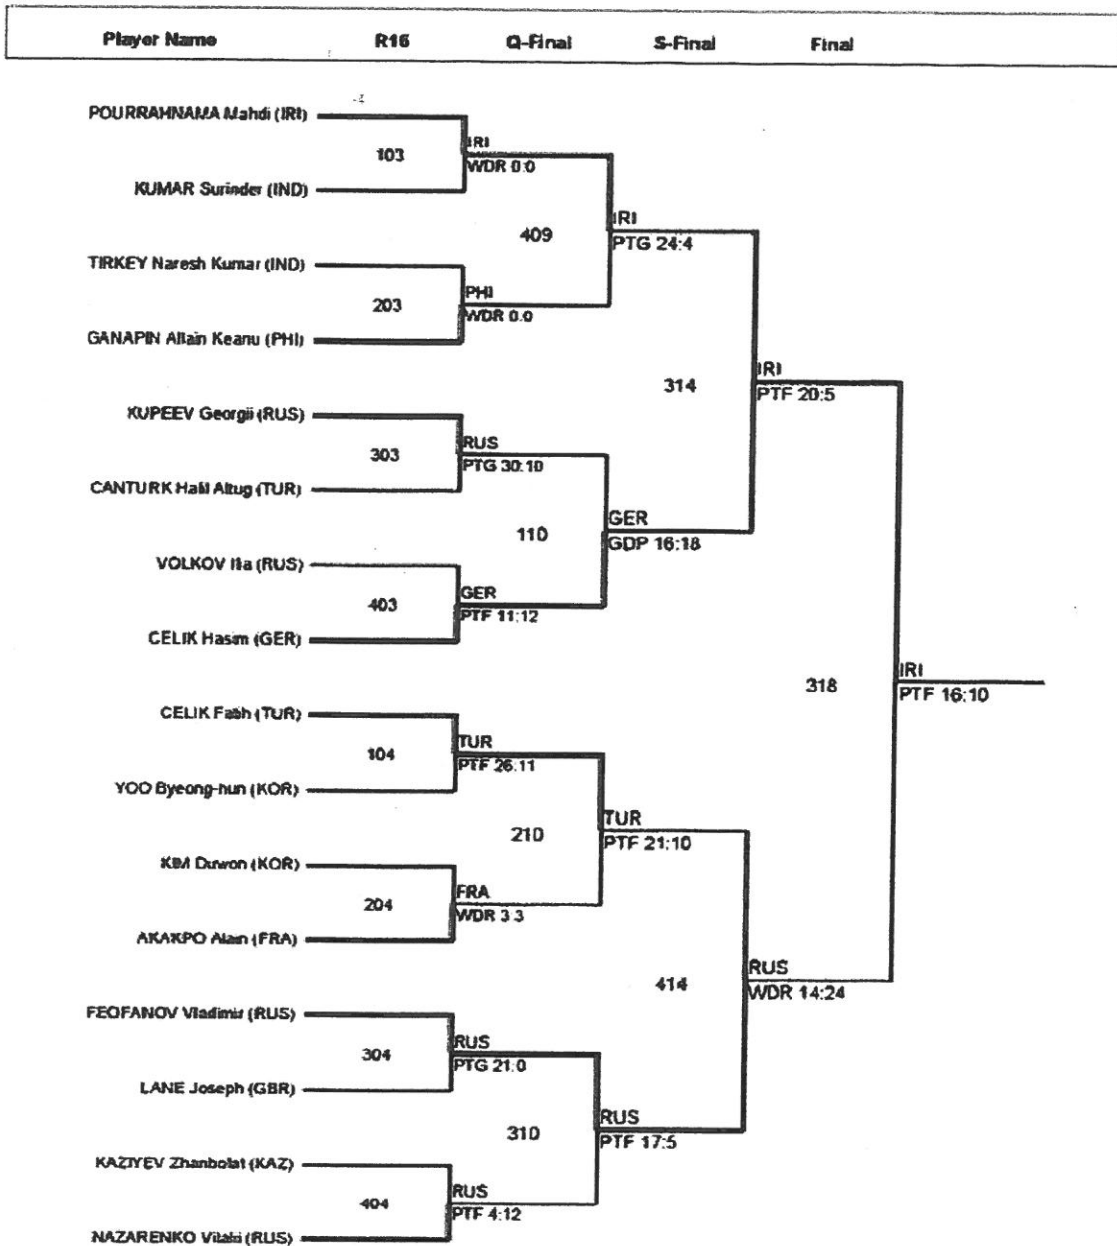 Player Name R16 Q-Final S-Final Final
POURRAHNAMA Mahdi (IRI)
103
IRI
WDR 0:0
KUMAR Surinder (IND)
409
IRI
PTG 24:4
TIRKEY Naresh Kumar (IND)
203
PHI
WDR 0:0
GANAPIN Allain Keanu (PHI)
314
IRI
PTF 20:5
KUPEEV Georgii (RUS)
303
RUS
PTG 30:10
CANTURK Halil Altug (TUR)
110
GER
GDP 16:18
VOLKOV Ilia (RUS)
403
GER
PTF 11:12
CELIK Hasim (GER)
318
IRI
PTF 16:10
CELIK Fatih (TUR)
104
TUR
PTF 26:11
YOO Byeong-hun (KOR)
210
TUR
PTF 21:10
KIM Duwon (KOR)
204
FRA
WDR 3:3
AKAKPO Alain (FRA)
414
RUS
WDR 14:24
FEOFANOV Vladimir (RUS)
304
RUS
PTG 21:0
LANE Joseph (GBR)
310
RUS
PTF 17:5
KAZIYEV Zhanbolat (KAZ)
404
RUS
PTF 4:12
NAZARENKO Vitalii (RUS)